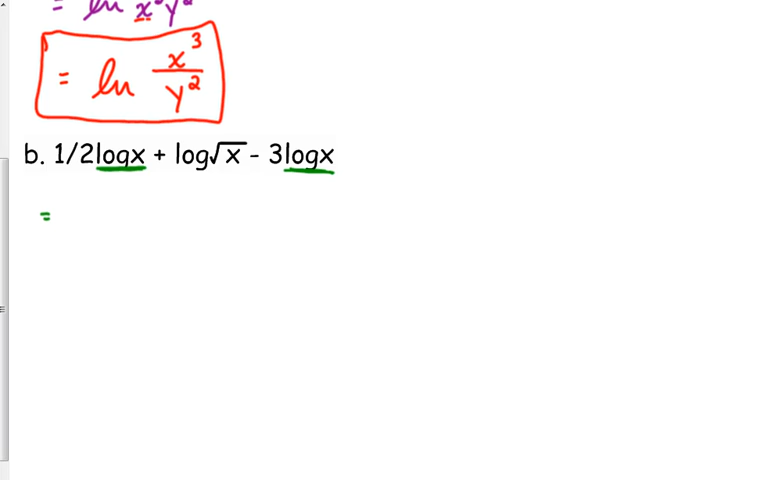 = ln x³
y²
b. 1/2logx + log√x - 3logx
=